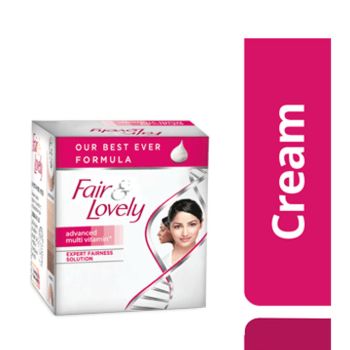 OUR BEST EVER
FORMULA
Fair &
Lovely
advanced
multi vitamin
EXPERT FAIRNESS
SOLUTION
Cream